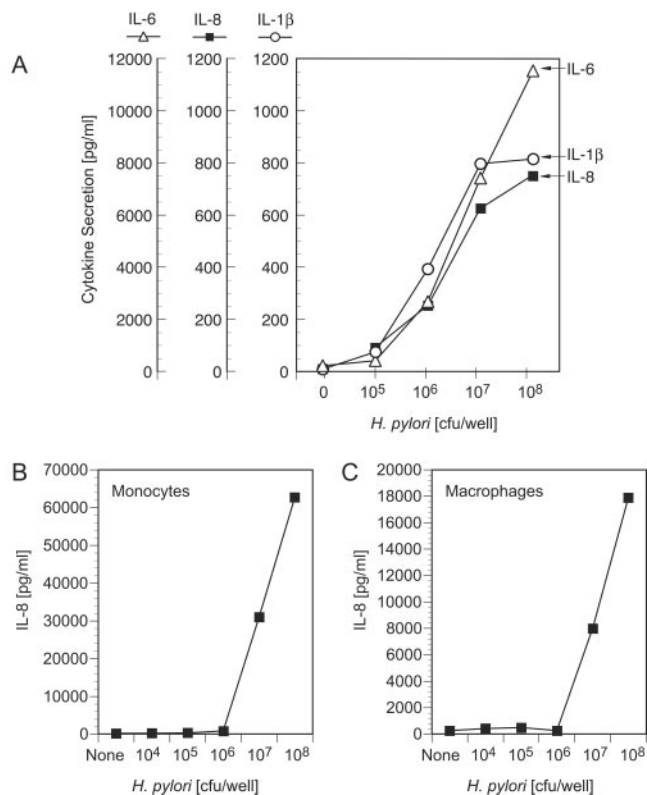 IL-6 IL-8 IL-1β
A
Cytokine Secretion [pg/ml]
12000 1200 1200
1000 1000 1000
8000 800 800
6000 600 600
4000 400 400
2000 200 200
0 0 0
IL-6
IL-1β
IL-8
0 10⁵ 10⁶ 10⁷ 10⁸
H. pylori [cfu/well]
B
Monocytes
IL-8 [pg/ml]
70000
60000
50000
40000
30000
20000
10000
0
None 10⁴ 10⁵ 10⁶ 10⁷ 10⁸
H. pylori [cfu/well]
C
Macrophages
IL-8 [pg/ml]
20000
18000
16000
14000
12000
10000
8000
6000
4000
2000
0
None 10⁴ 10⁵ 10⁶ 10⁷ 10⁸
H. pylori [cfu/well]